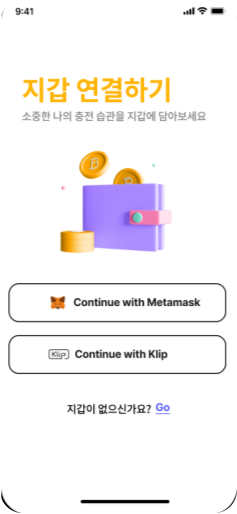 9:41
지갑 연결하기
소중한 나의 충전 습관을 지갑에 담아보세요
Continue with Metamask
Klip Continue with Klip
지갑이 없으신가요? Go